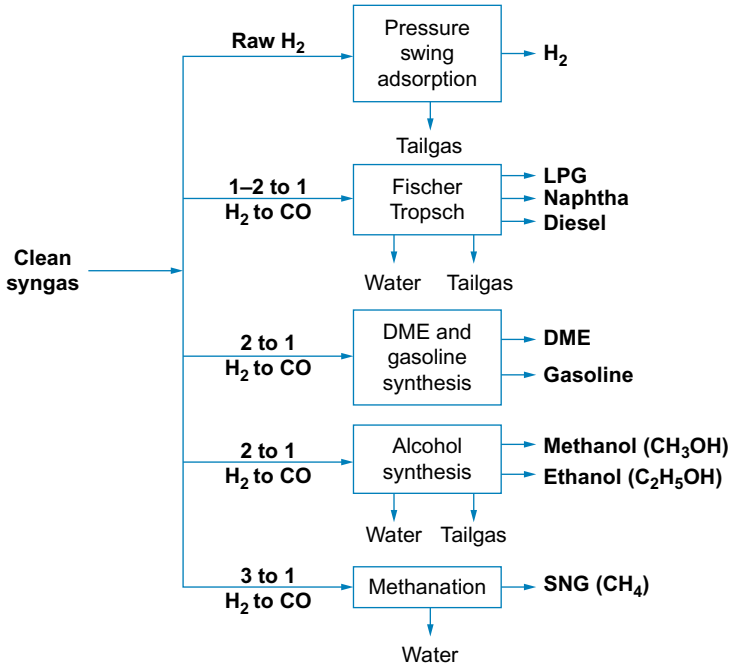 Clean
syngas
Raw H₂
Pressure
swing
adsorption
H₂
Tailgas
1–2 to 1
H₂ to CO
Fischer
Tropsch
LPG
Naphtha
Diesel
Water
Tailgas
2 to 1
H₂ to CO
DME and
gasoline
synthesis
DME
Gasoline
2 to 1
H₂ to CO
Alcohol
synthesis
Methanol (CH₃OH)
Ethanol (C₂H₅OH)
Water
Tailgas
3 to 1
H₂ to CO
Methanation
SNG (CH₄)
Water